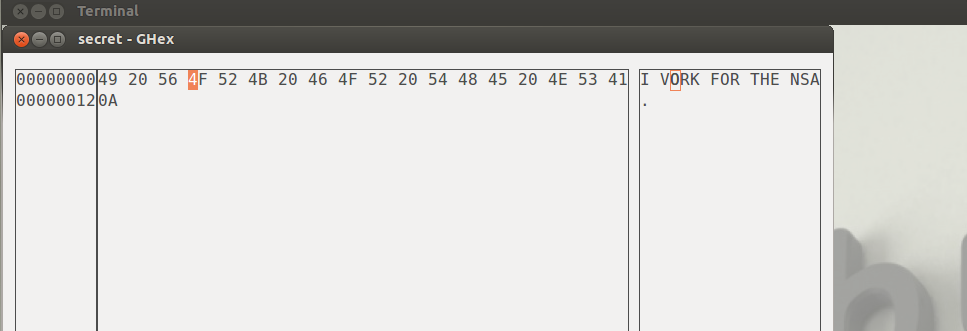 Terminal
secret - GHex
00000000 49 20 56 4F 52 4B 20 46 4F 52 20 54 48 45 20 4E 53 41 I VORK FOR THE NSA
00000012 0A .